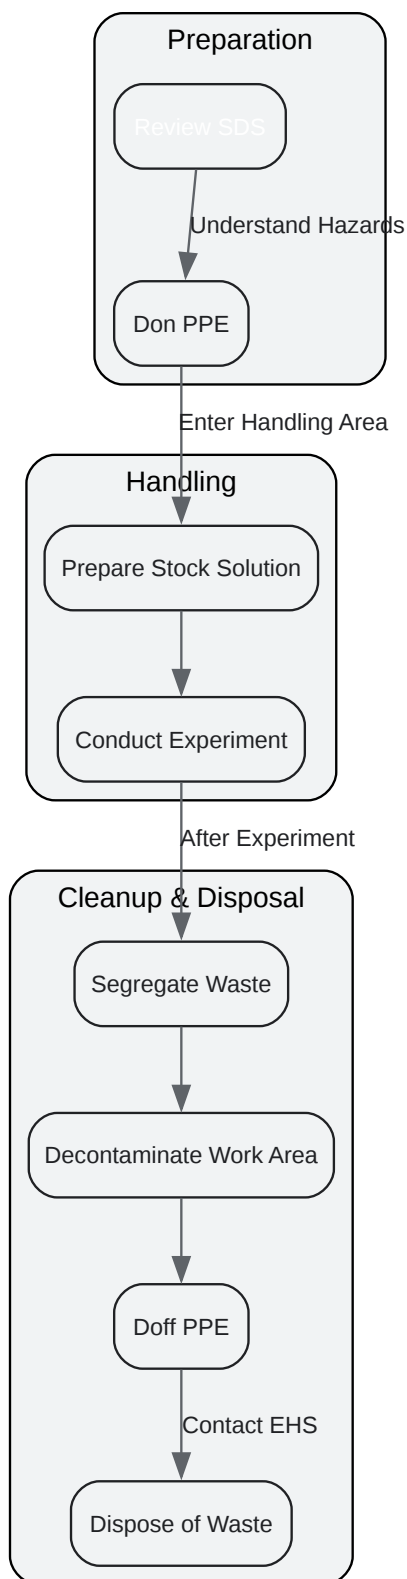 Preparation
Review SDS
Understand Hazards
Don PPE
Enter Handling Area
Handling
Prepare Stock Solution
Conduct Experiment
After Experiment
Cleanup & Disposal
Segregate Waste
Decontaminate Work Area
Doff PPE
Contact EHS
Dispose of Waste